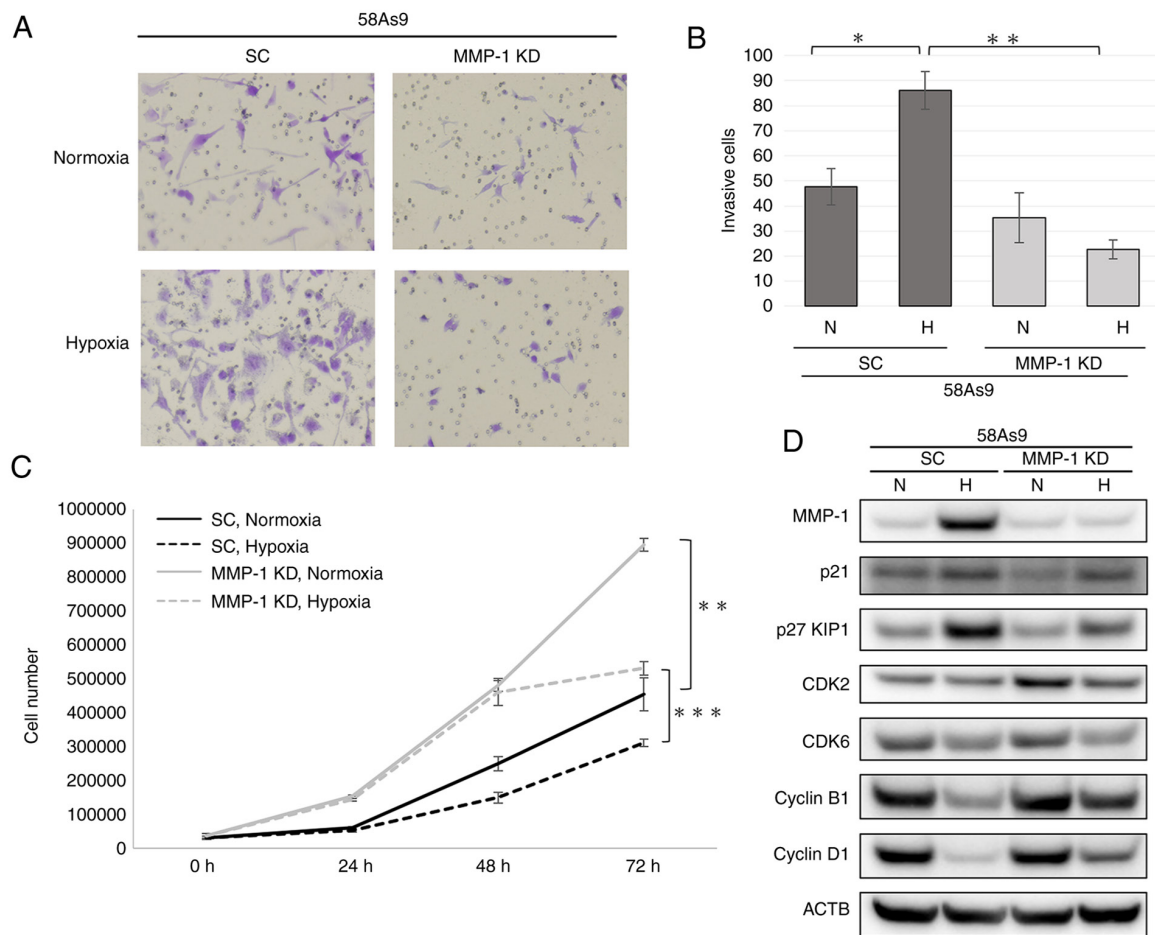 A
58As9
SC MMP-1 KD
Normoxia
Hypoxia
B
* **
Invasive cells
100
90
80
70
60
50
40
30
20
10
0
N H N H
SC MMP-1 KD
58As9
C
Cell number
1000000
900000
800000
700000
600000
500000
400000
300000
200000
100000
0
0 h 24 h 48 h 72 h
SC, Normoxia
SC, Hypoxia
MMP-1 KD, Normoxia
MMP-1 KD, Hypoxia
**
***
D
58As9
SC MMP-1 KD
N H N H
MMP-1
p21
p27 KIP1
CDK2
CDK6
Cyclin B1
Cyclin D1
ACTB